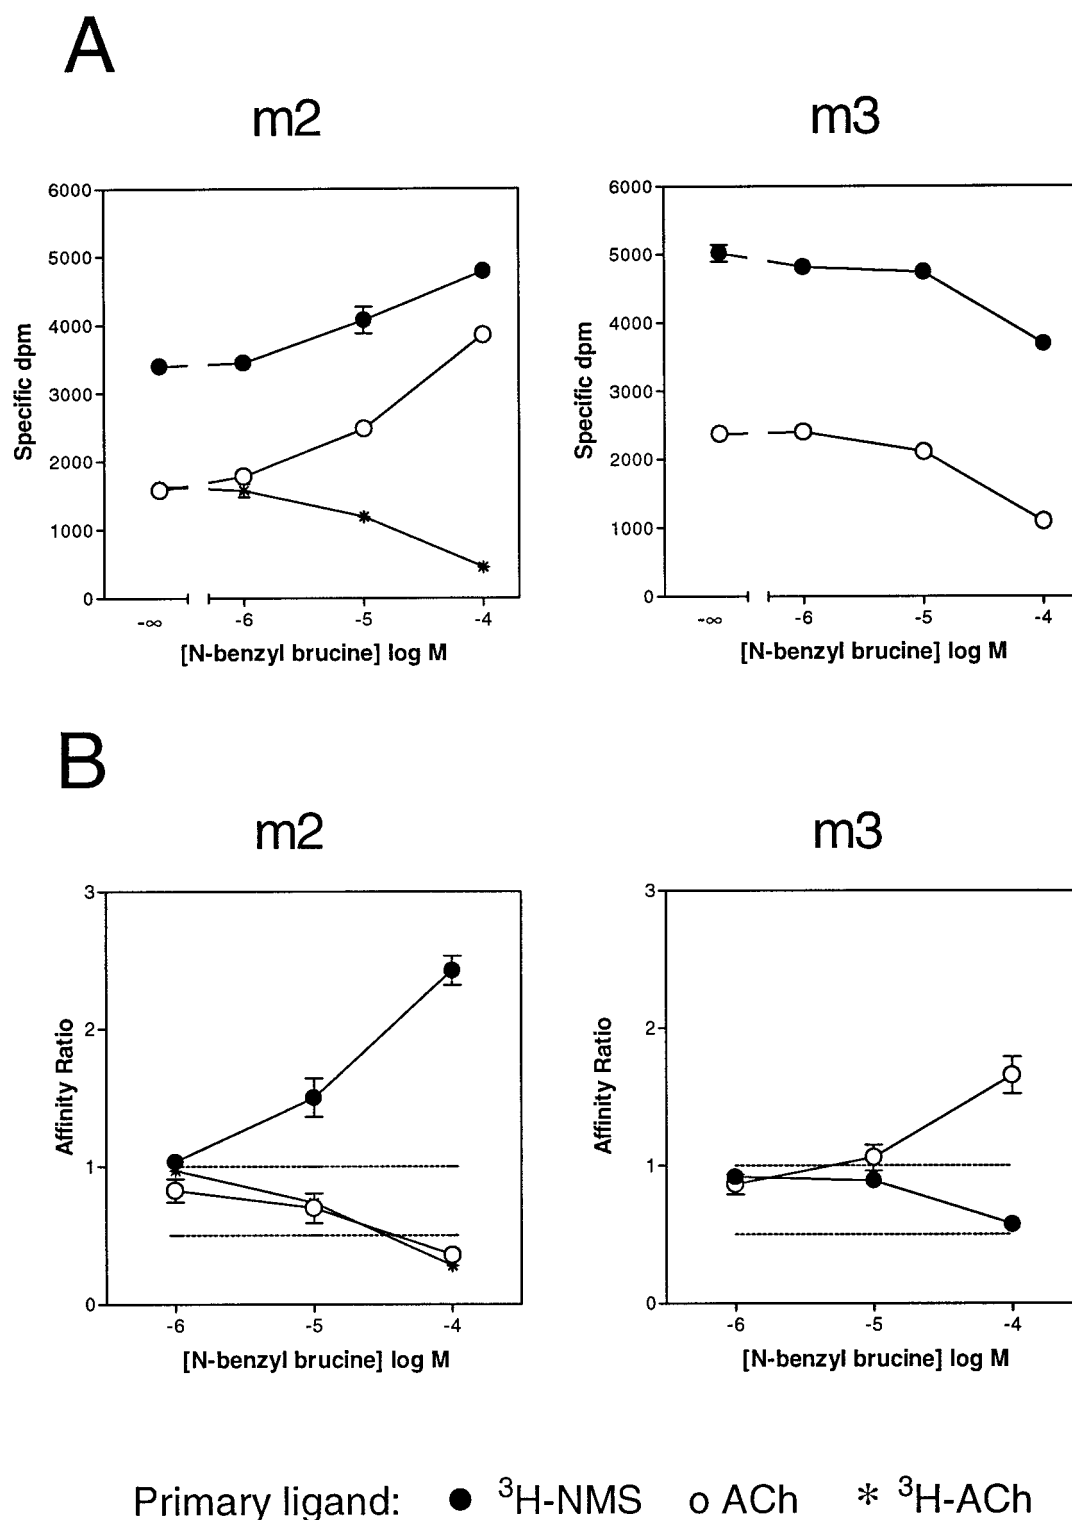 A
m2 m3
6000 6000
5000 5000
4000 4000
3000 3000
2000 2000
1000 1000
0 0
Specific dpm Specific dpm
-∞ -6 -5 -4 -∞ -6 -5 -4
[N-benzyl brucine] log M [N-benzyl brucine] log M
B
m2 m3
3 3
2 2
1 1
0 0
Affinity Ratio Affinity Ratio
-6 -5 -4 -6 -5 -4
[N-benzyl brucine] log M [N-benzyl brucine] log M
Primary ligand: ● ³H-NMS o ACh * ³H-ACh